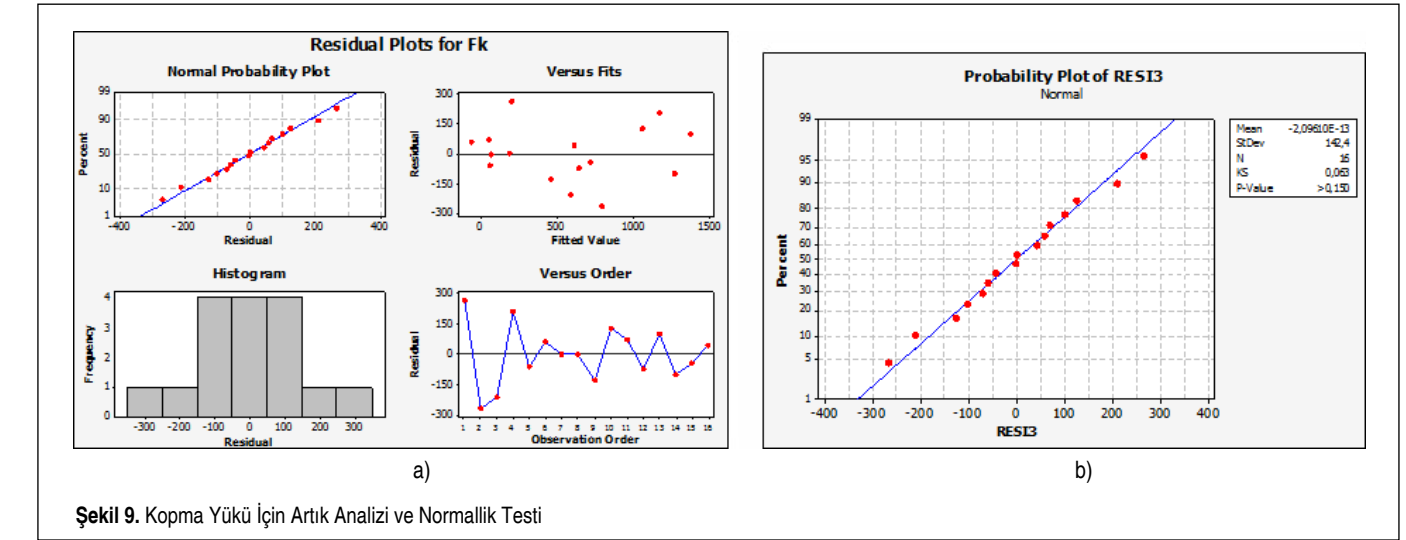 Residual Plots for Fk
Normal Probability Plot
99
90
50
10
1
Percent
-400 -200 0 200 400
Residual
Versus Fits
300
150
0
-150
-300
Residual
0 500 1000 1500
Fitted Value
Histogram
4
3
2
1
0
Frequency
-300 -200 -100 0 100 200 300
Residual
Versus Order
300
150
0
-150
-300
Residual
1 2 3 4 5 6 7 8 9 10 11 12 13 14 15 16
Observation Order
a)
Probability Plot of RESI3
Normal
99
95
90
80
70
60
50
40
30
20
10
5
1
Percent
-400 -300 -200 -100 0 100 200 300 400
RESI3
Mean -2,09610E-13
StDev 142,4
N 16
KS 0,063
P-Value >0,150
b)
Şekil 9. Kopma Yükü İçin Artık Analizi ve Normallik Testi